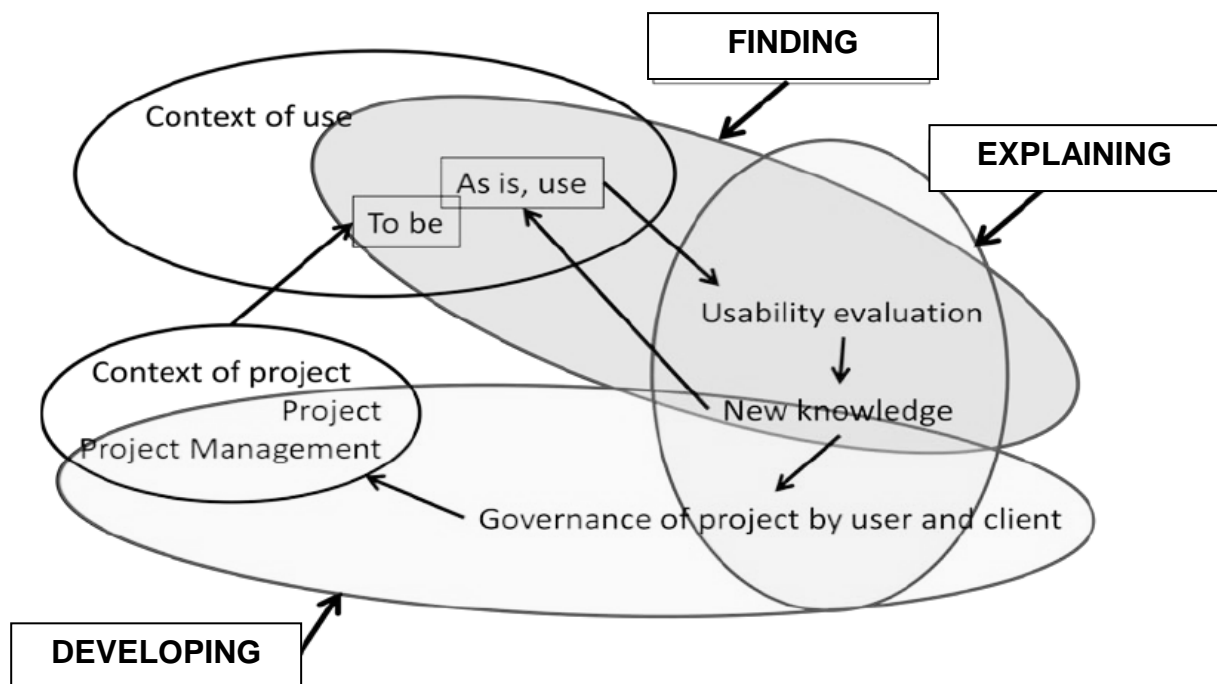 FINDING
Context of use
EXPLAINING
As is, use
To be
Usability evaluation
Context of project
Project
New knowledge
Project Management
Governance of project by user and client
DEVELOPING